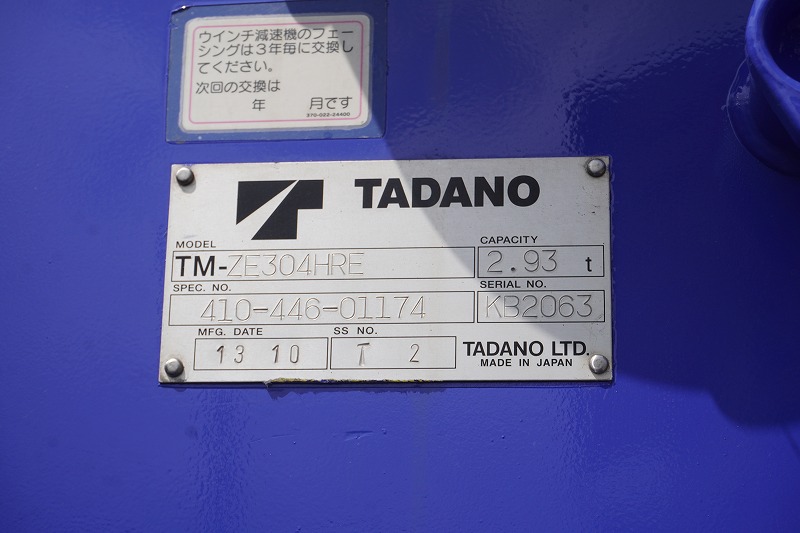 ウインチ減速機のフェー
シングは3年毎に交換し
てください。
次回の交換は
年 月です
370-022-24400
TADANO
MODEL
TM-ZE304HRE
CAPACITY
2.93 t
SPEC. NO.
410-446-01174
SERIAL NO.
KB2063
MFG. DATE
13 10
SS NO.
T 2
TADANO LTD.
MADE IN JAPAN